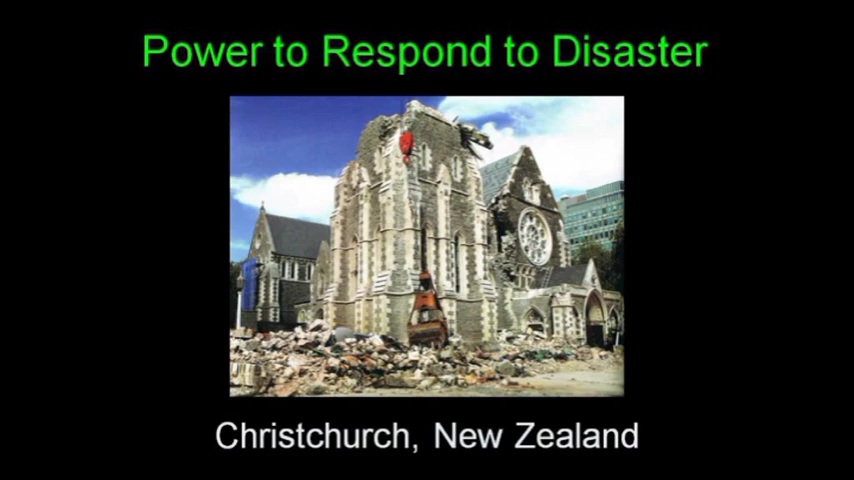 Power to Respond to Disaster
Christchurch, New Zealand